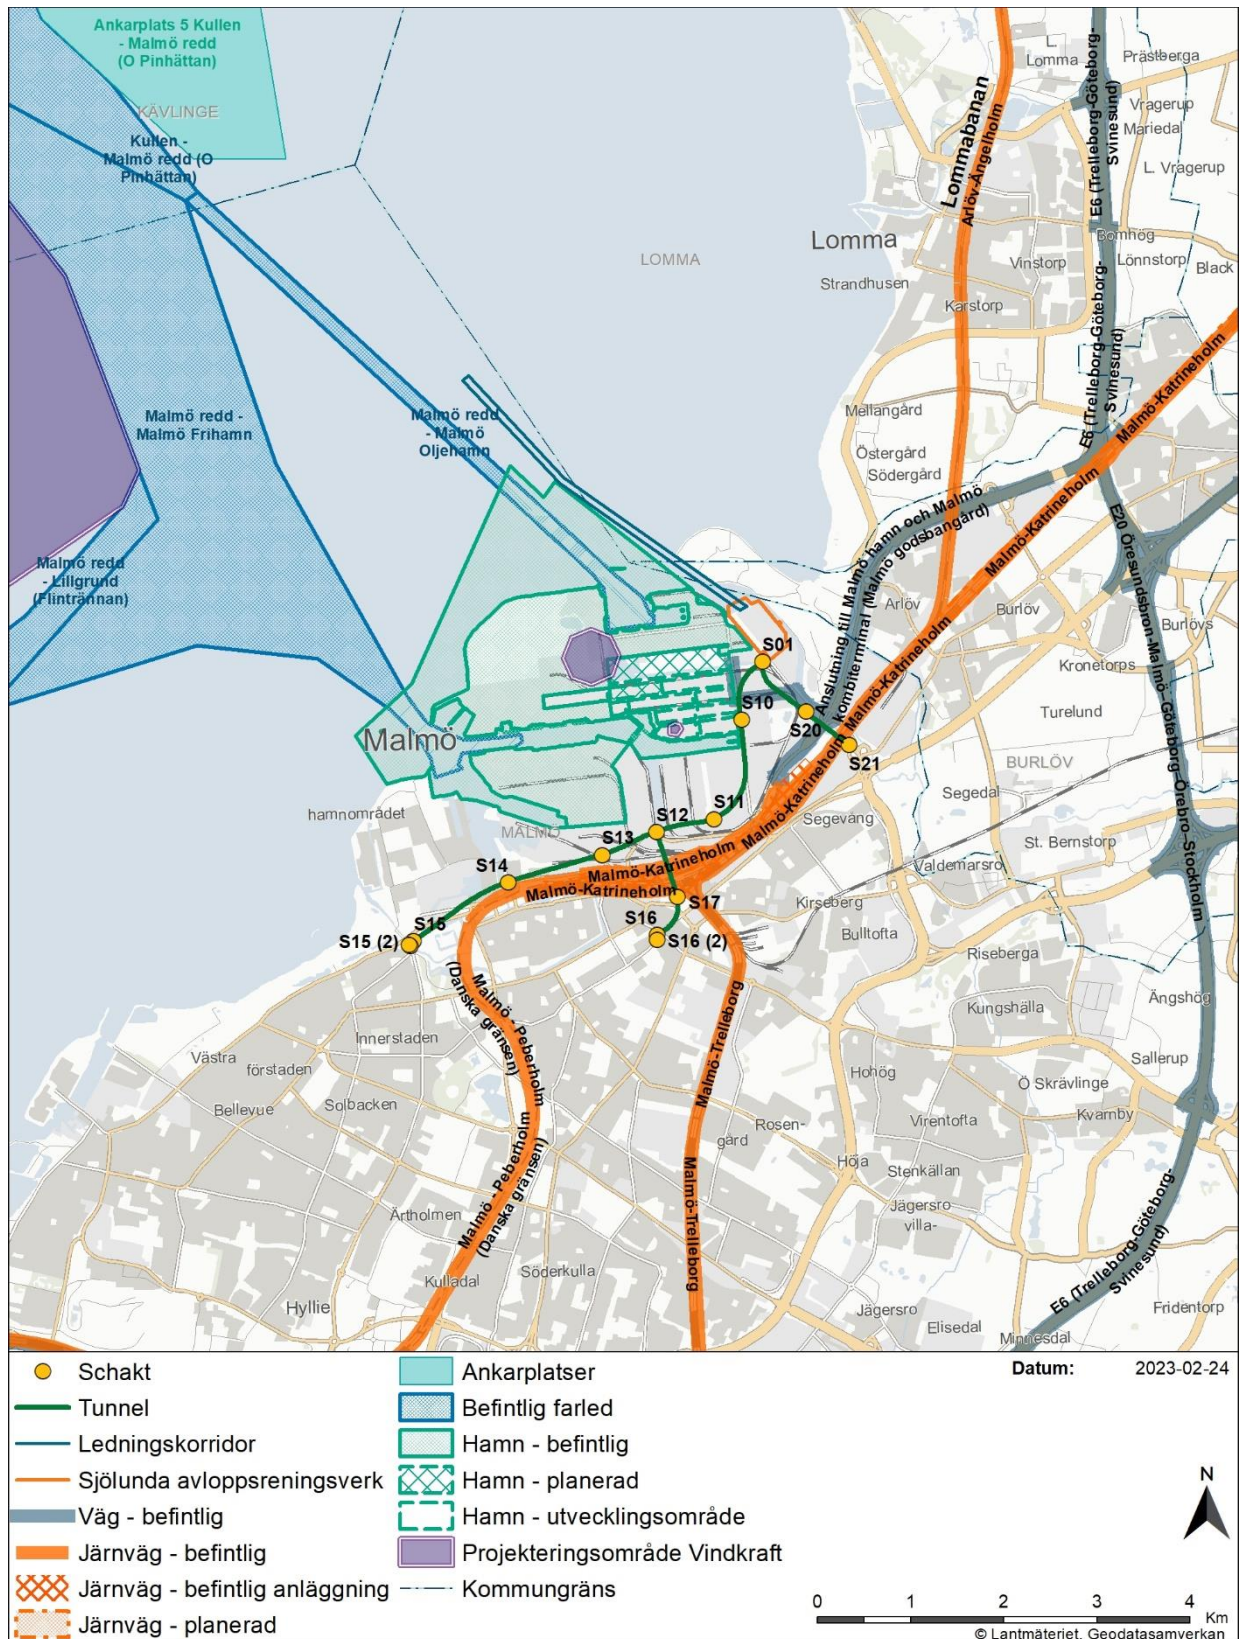 Ankarplats 5 Kullen
- Malmö redd
(O Pinhättan)
KÄVLINGE
Kullen -
Malmö redd (O
Pinhättan)
Malmö redd -
Malmö Frihamn
Malmö redd
- Malmö
Oljehamn
Malmö redd
- Lillgrund
(Flintrännan)
LOMMA
Lomma
Strandhusen
L.
Lomma
Prästberga
Vragerup
Mariedal
L. Vragerup
Bomhög
Lönnstorp
Black
Vinstorp
Karstorp
Lommabanan
Arlöv-Ängelholm
E6 (Trelleborg-Göteborg-
Svinesund)
E6 (Trelleborg-Göteborg-
Svinesund)
Malmö-Katrineholm
Malmö-Katrineholm
Malmö-Katrineholm
Malmö-Katrineholm
Malmö-Katrineholm
Malmö-Katrineholm
Mellangård
Östergård
Södergård
Anslutning till Malmö hamn och Malmö
kombiterminal (Malmö godsbangård)
E20 Öresundsbron-Malmö-Göteborg-Örebro-Stockholm)
Arlöv
Burlöv
Burlövs
Kronetorps
Turelund
BURLÖV
Segedal
St. Bernstorp
Segevång
Valdemarsro
S01
S10
S20
S21
S11
S12
S13
S14
S15
S15 (2)
S16
S16 (2)
S17
Malmö
MALMÖ
hamnområdet
Kirseberg
Bulltofta
Riseberga
Kungshälla
Ängshög
Sallerup
Ö Skrävlinge
Kvarnby
Hohög
Virentofta
Rosen-
gård
Höja
Stenkällan
Jägersro
villa-
Jägersro
Elisedal
Minnesdal
Fridentorp
E6 (Trelleborg-Göteborg-
Svinesund)
Malmö - Peberholm
(Danska gränsen)
Malmö - Peberholm
(Danska gränsen)
Malmö-Trelleborg
Malmö-Trelleborg
Innerstaden
Västra
förstaden
Bellevue
Solbacken
Ärtholmen
Kulladal
Söderkulla
Hyllie
Schakt
Tunnel
Ledningskorridor
Sjölunda avloppsreningsverk
Väg - befintlig
Järnväg - befintlig
Järnväg - befintlig anläggning
Järnväg - planerad
Ankarplatser
Befintlig farled
Hamn - befintlig
Hamn - planerad
Hamn - utvecklingsområde
Projekteringsområde Vindkraft
Kommungräns
Datum: 2023-02-24
N
0 1 2 3 4
Km
© Lantmäteriet, Geodatasamverkan